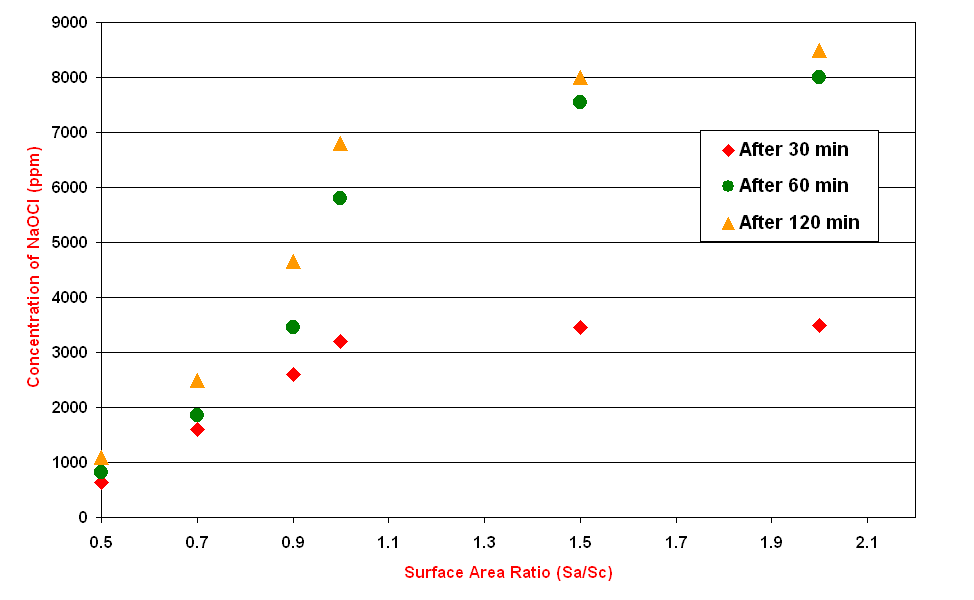 9000
8000
7000
6000
5000
4000
3000
2000
1000
0
Concentration of NaOCl (ppm)
After 30 min
After 60 min
After 120 min
0.5 0.7 0.9 1.1 1.3 1.5 1.7 1.9 2.1
Surface Area Ratio (Sa/Sc)